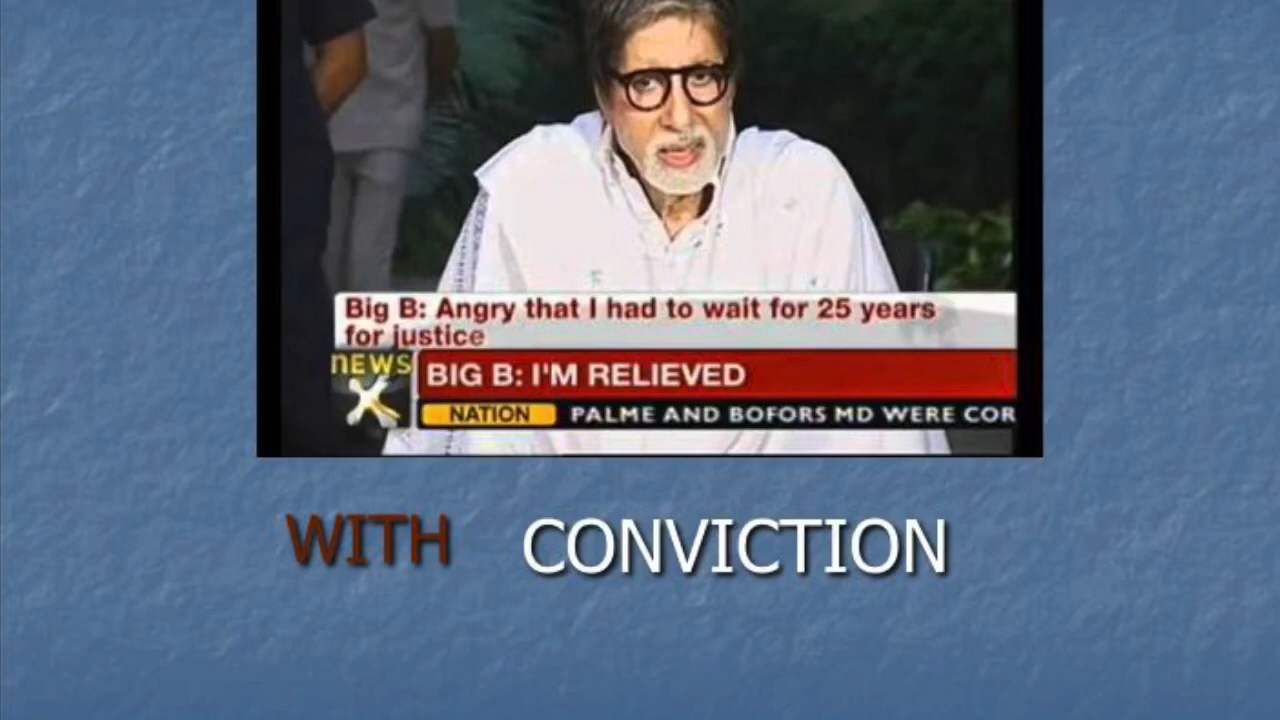 Big B: Angry that I had to wait for 25 years
for justice
NEWS X
BIG B: I'M RELIEVED
NATION PALME AND BOFORS MD WERE COR
WITH CONVICTION